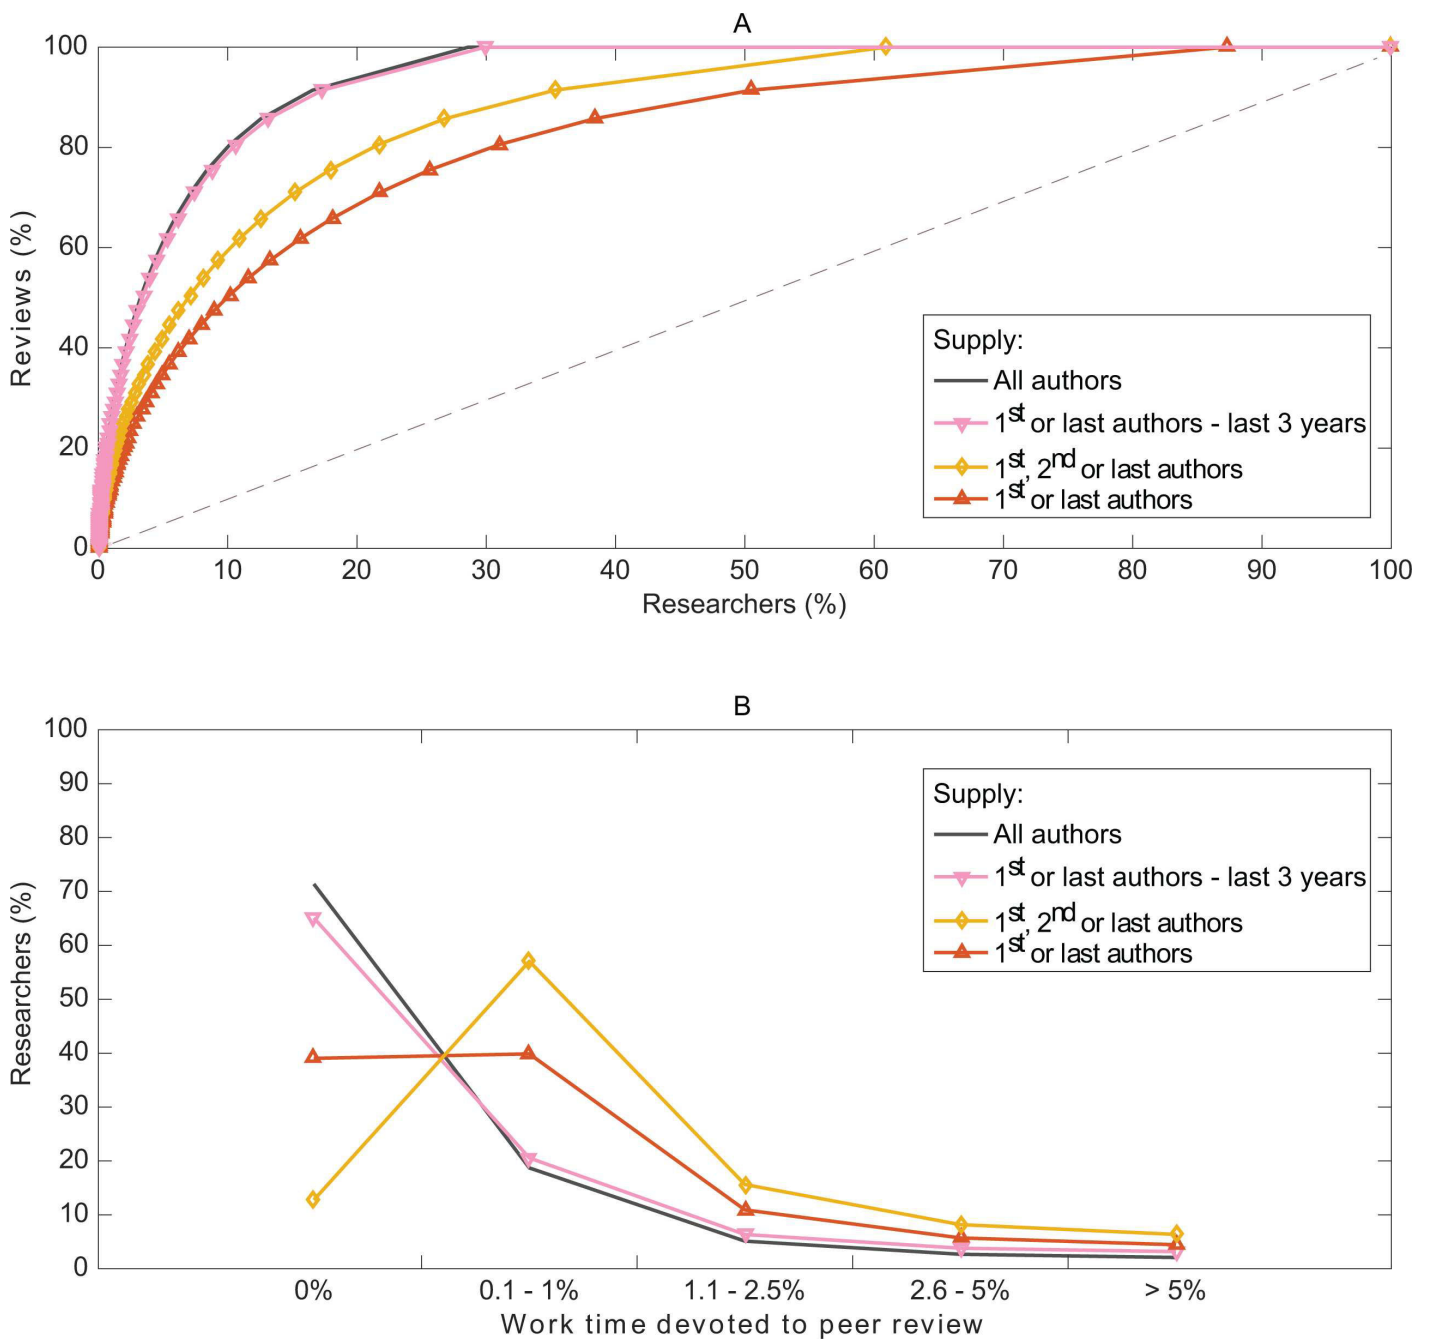 A
100
80
60
40
20
0
Reviews (%)
0 10 20 30 40 50 60 70 80 90 100
Researchers (%)
Supply:
All authors
1st or last authors - last 3 years
1st, 2nd or last authors
1st or last authors
B
100
90
80
70
60
50
40
30
20
10
0
Researchers (%)
0% 0.1 - 1% 1.1 - 2.5% 2.6 - 5% > 5%
Work time devoted to peer review
Supply:
All authors
1st or last authors - last 3 years
1st, 2nd or last authors
1st or last authors